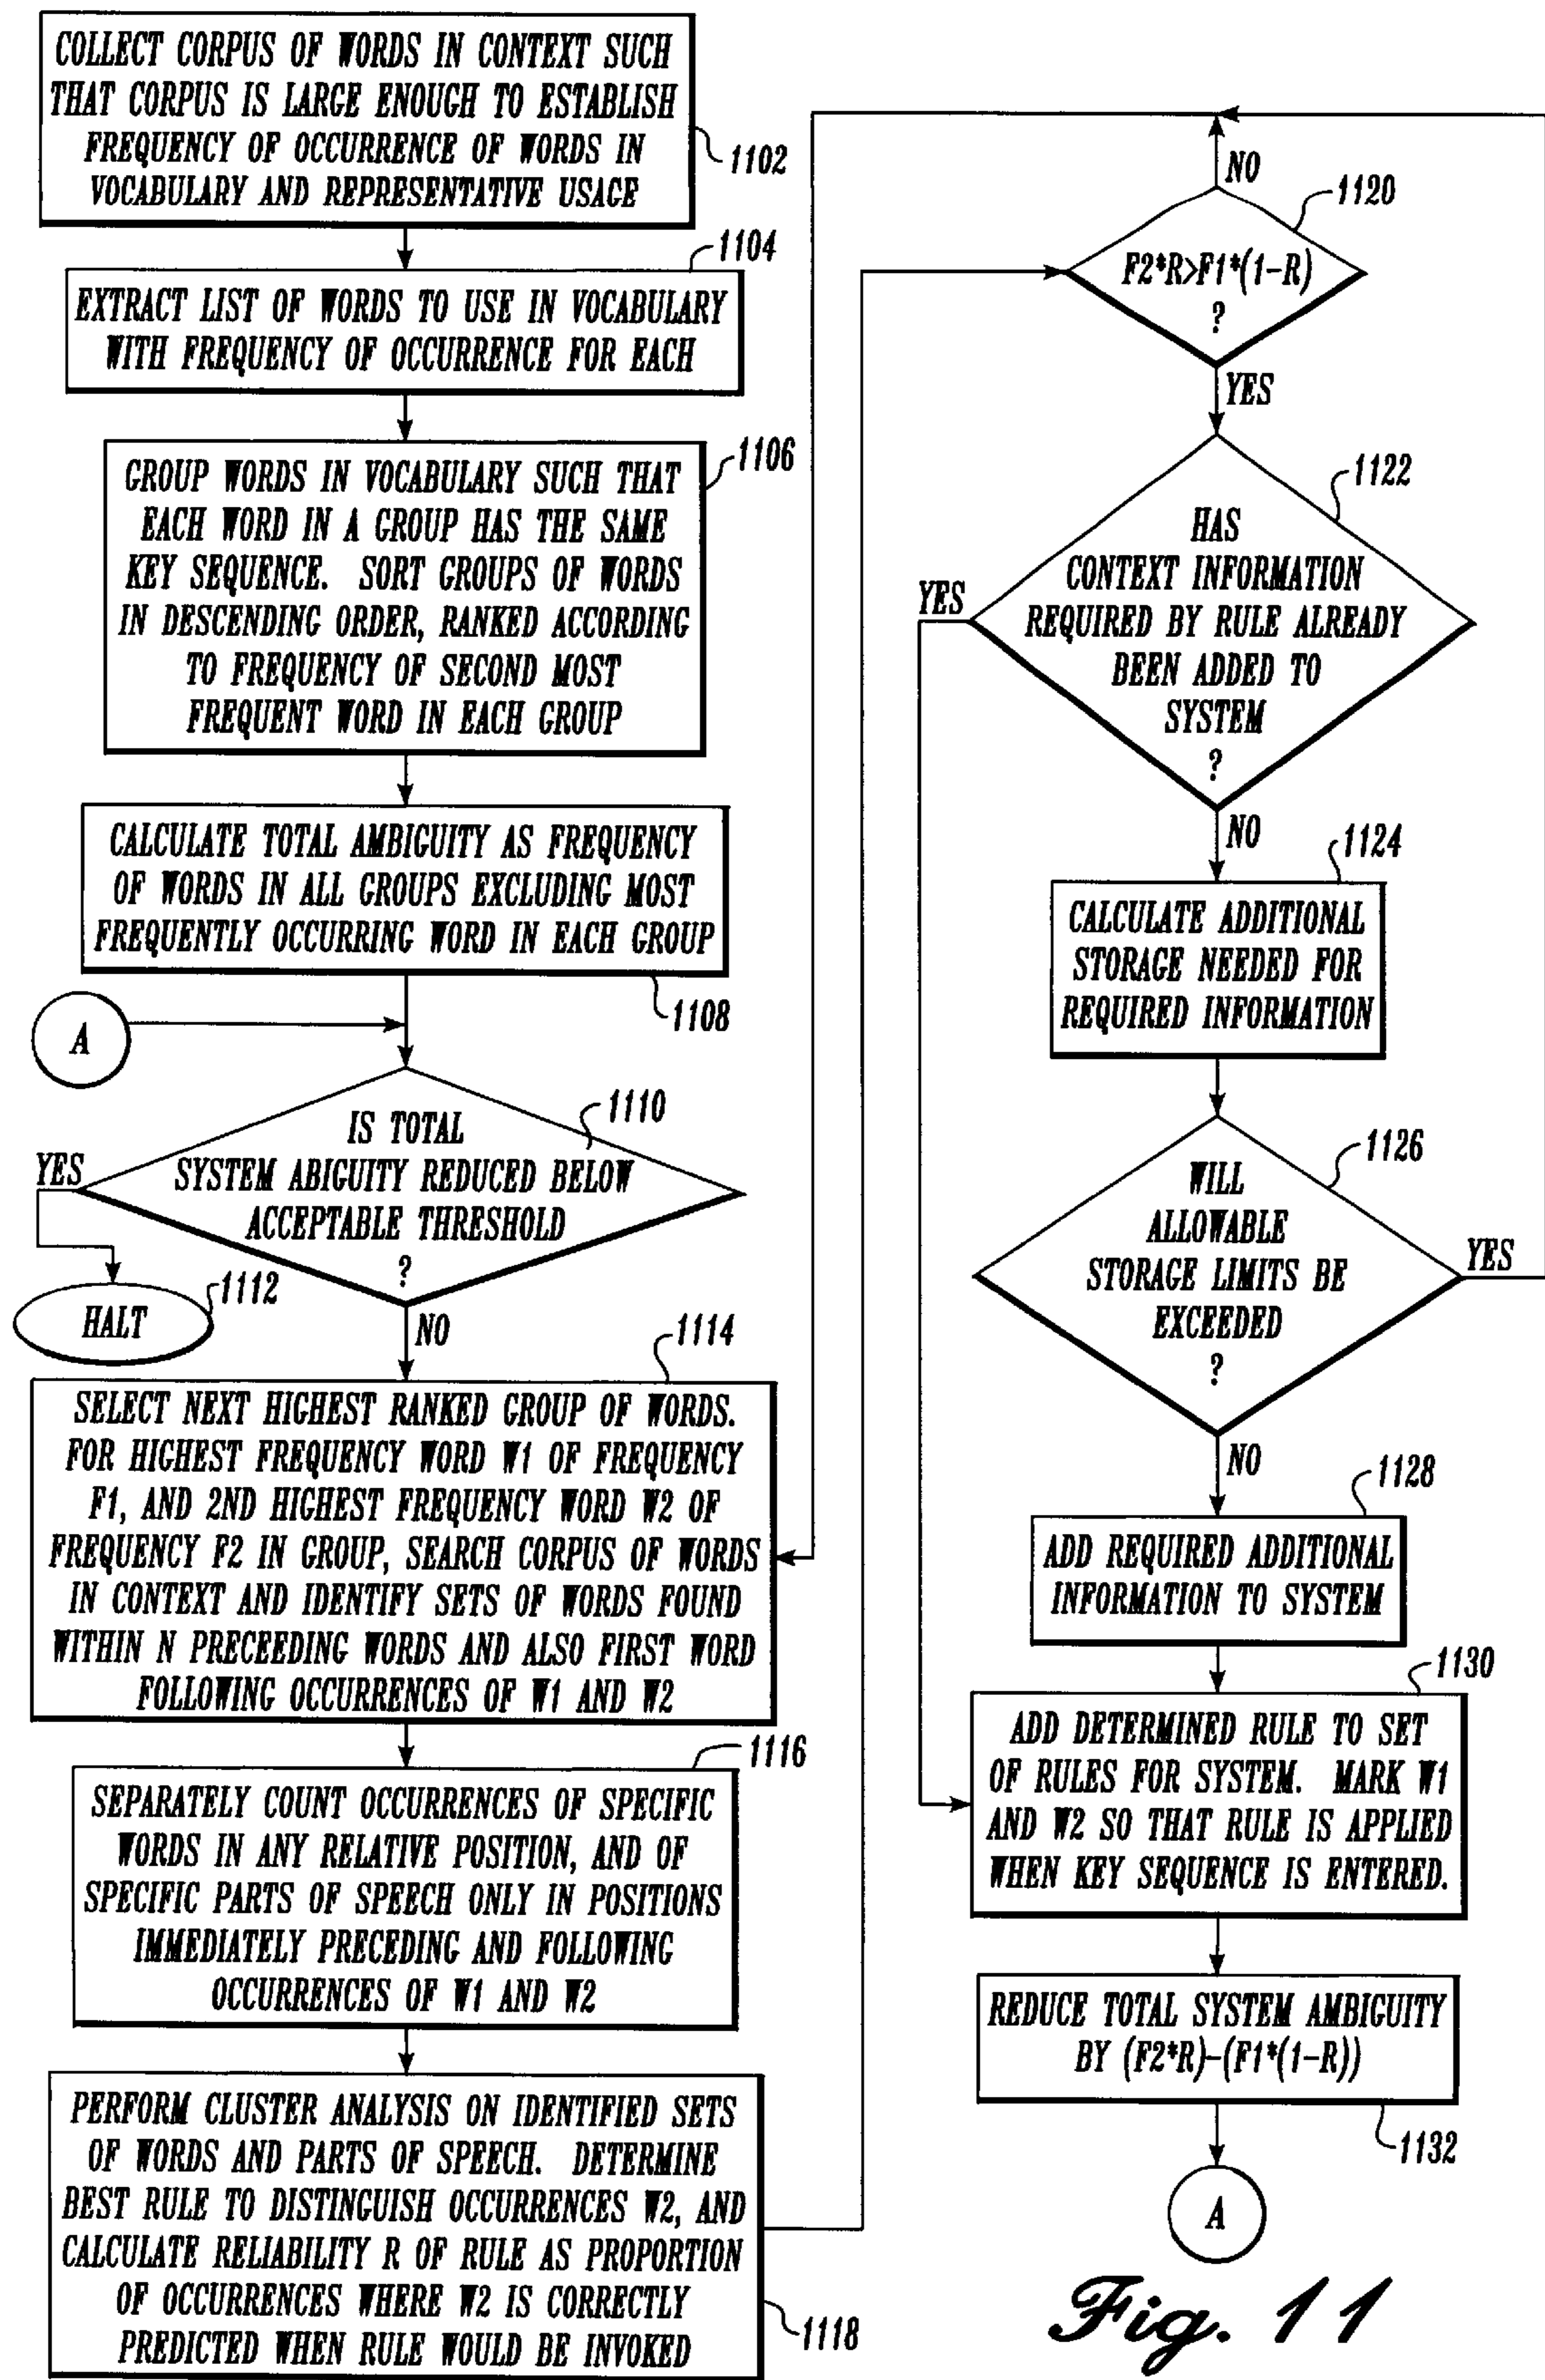 COLLECT CORPUS OF WORDS IN CONTEXT SUCH
THAT CORPUS IS LARGE ENOUGH TO ESTABLISH
FREQUENCY OF OCCURRENCE OF WORDS IN
VOCABULARY AND REPRESENTATIVE USAGE
1102
1104
EXTRACT LIST OF WORDS TO USE IN VOCABULARY
WITH FREQUENCY OF OCCURRENCE FOR EACH
1106
GROUP WORDS IN VOCABULARY SUCH THAT
EACH WORD IN A GROUP HAS THE SAME
KEY SEQUENCE. SORT GROUPS OF WORDS
IN DESCENDING ORDER, RANKED ACCORDING
TO FREQUENCY OF SECOND MOST
FREQUENT WORD IN EACH GROUP
CALCULATE TOTAL AMBIGUITY AS FREQUENCY
OF WORDS IN ALL GROUPS EXCLUDING MOST
FREQUENTLY OCCURRING WORD IN EACH GROUP
1108
A
1110
IS TOTAL
SYSTEM ABIGUITY REDUCED BELOW
ACCEPTABLE THRESHOLD
?
YES
HALT
1112
NO
1114
SELECT NEXT HIGHEST RANKED GROUP OF WORDS.
FOR HIGHEST FREQUENCY WORD W1 OF FREQUENCY
F1, AND 2ND HIGHEST FREQUENCY WORD W2 OF
FREQUENCY F2 IN GROUP, SEARCH CORPUS OF WORDS
IN CONTEXT AND IDENTIFY SETS OF WORDS FOUND
WITHIN N PRECEEDING WORDS AND ALSO FIRST WORD
FOLLOWING OCCURRENCES OF W1 AND W2
1116
SEPARATELY COUNT OCCURRENCES OF SPECIFIC
WORDS IN ANY RELATIVE POSITION, AND OF
SPECIFIC PARTS OF SPEECH ONLY IN POSITIONS
IMMEDIATELY PRECEDING AND FOLLOWING
OCCURRENCES OF W1 AND W2
PERFORM CLUSTER ANALYSIS ON IDENTIFIED SETS
OF WORDS AND PARTS OF SPEECH. DETERMINE
BEST RULE TO DISTINGUISH OCCURRENCES W2, AND
CALCULATE RELIABILITY R OF RULE AS PROPORTION
OF OCCURRENCES WHERE W2 IS CORRECTLY
PREDICTED WHEN RULE WOULD BE INVOKED
1118
NO
1120
F2*R>F1*(1-R)
?
YES
1122
HAS
CONTEXT INFORMATION
REQUIRED BY RULE ALREADY
BEEN ADDED TO
SYSTEM
?
YES
NO
1124
CALCULATE ADDITIONAL
STORAGE NEEDED FOR
REQUIRED INFORMATION
1126
WILL
ALLOWABLE
STORAGE LIMITS BE
EXCEEDED
?
YES
NO
1128
ADD REQUIRED ADDITIONAL
INFORMATION TO SYSTEM
1130
ADD DETERMINED RULE TO SET
OF RULES FOR SYSTEM. MARK W1
AND W2 SO THAT RULE IS APPLIED
WHEN KEY SEQUENCE IS ENTERED.
REDUCE TOTAL SYSTEM AMBIGUITY
BY (F2*R)-(F1*(1-R))
1132
A
Fig. 11